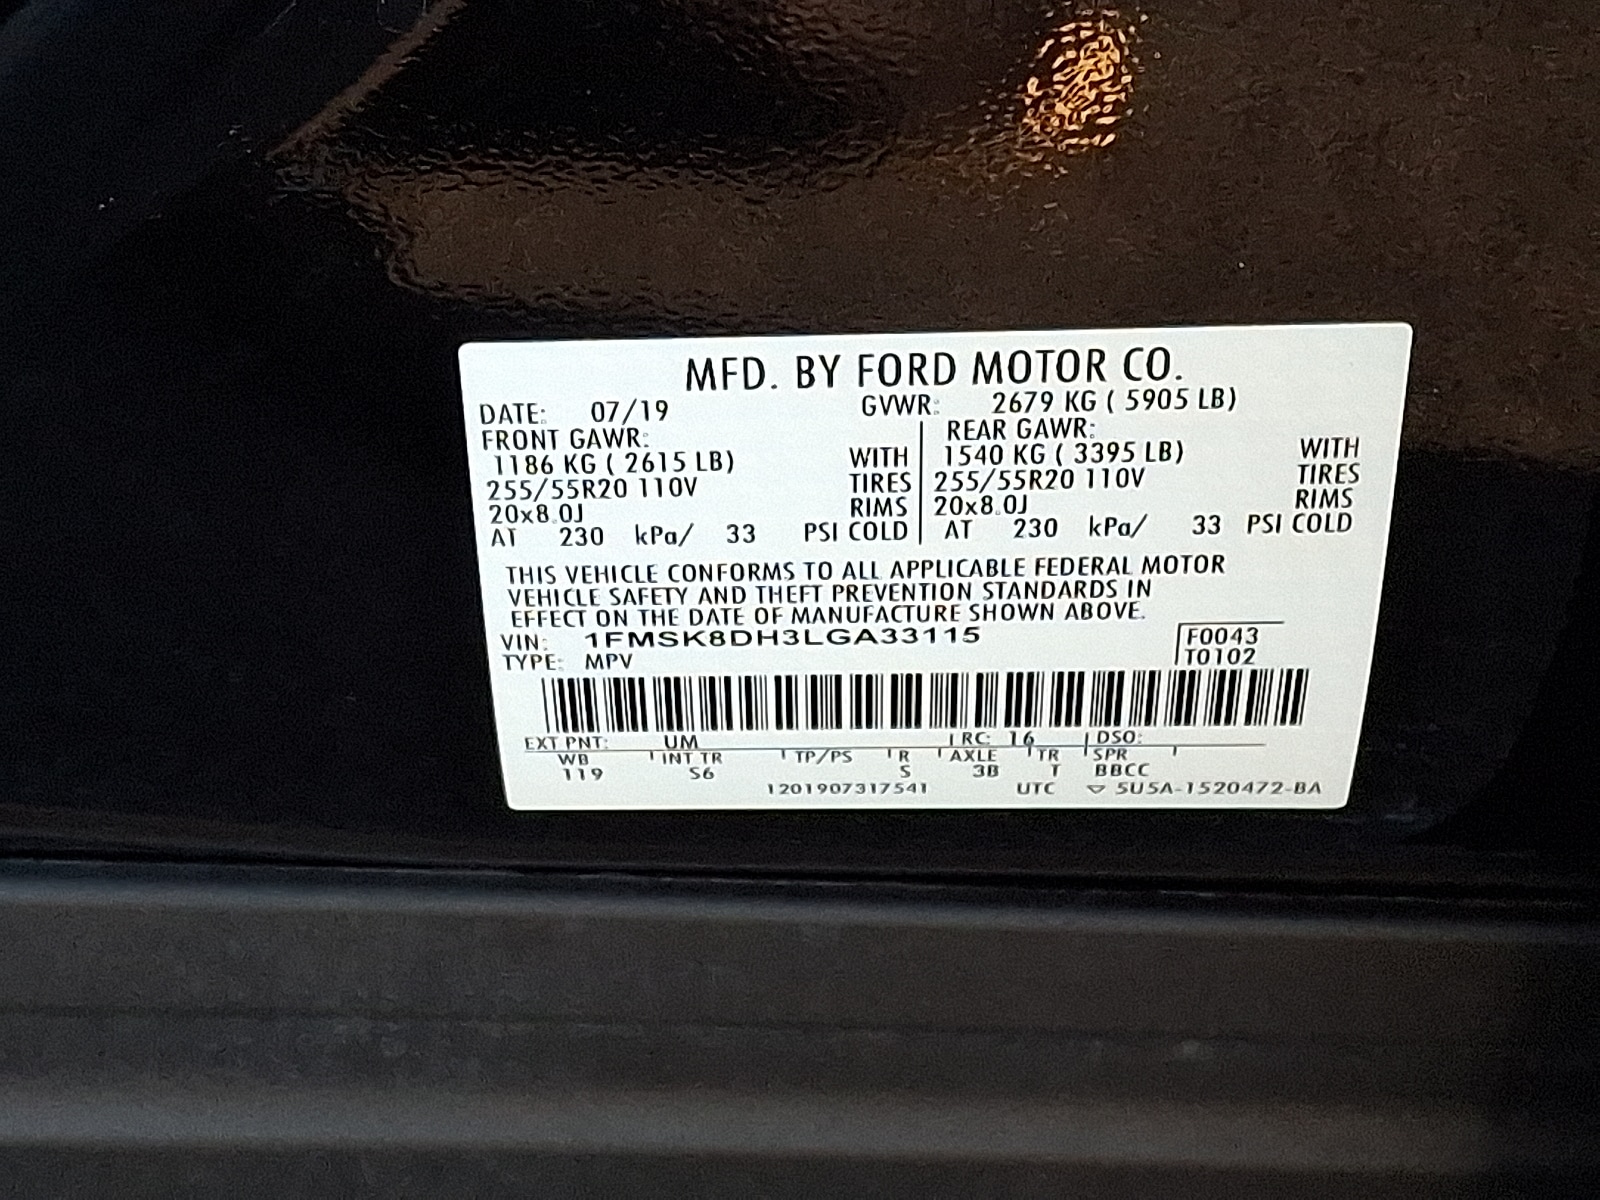 MFD. BY FORD MOTOR CO.
DATE: 07/19 GVWR: 2679 KG ( 5905 LB)
FRONT GAWR: REAR GAWR:
1186 KG ( 2615 LB) WITH 1540 KG ( 3395 LB) WITH
255/55R20 110V TIRES 255/55R20 110V TIRES
20x8.0J RIMS 20x8.0J RIMS
AT 230 kPa/ 33 PSI COLD AT 230 kPa/ 33 PSI COLD
THIS VEHICLE CONFORMS TO ALL APPLICABLE FEDERAL MOTOR
VEHICLE SAFETY AND THEFT PREVENTION STANDARDS IN
EFFECT ON THE DATE OF MANUFACTURE SHOWN ABOVE.
VIN: 1FMSK8DH3LGA33115 F0043
TYPE: MPV T0102
EXT PNT: UM RC: 16 DSO:
WB INT TR TP/PS R AXLE TR SPR
119 S6 S 3B T BBCC
1201907317541 UTC ▽ 5U5A-1520472-BA